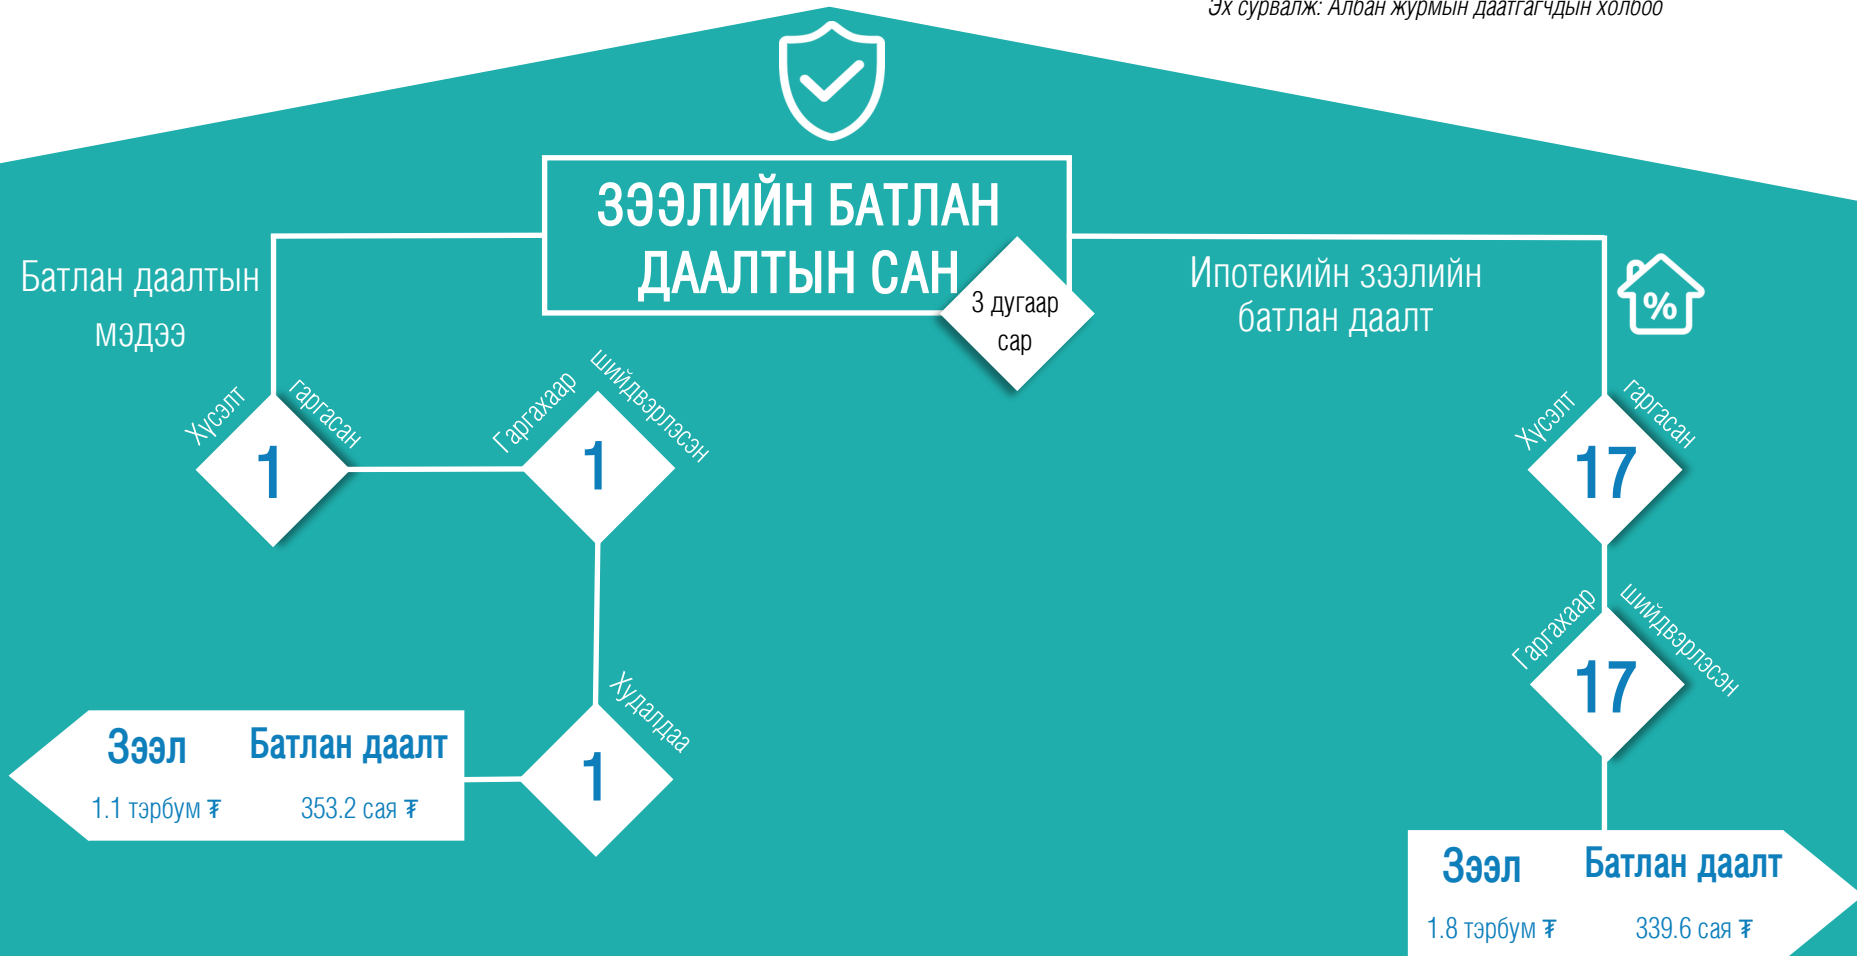 Эх сурвалж: Албан журмын даатгагчдын холбоо
ЗЭЭЛИЙН БАТЛАН
ДААЛТЫН САН
3 дугаар
сар
Батлан даалтын
мэдээ
Хүсэлт гаргасан
1
Гаргахаар шийдвэрлэсэн
1
Худалдаа
1
Зээл Батлан даалт
1.1 тэрбум ₮ 353.2 сая ₮
Ипотекийн зээлийн
батлан даалт
%
Хүсэлт гаргасан
17
Гаргахаар шийдвэрлэсэн
17
Зээл Батлан даалт
1.8 тэрбум ₮ 339.6 сая ₮